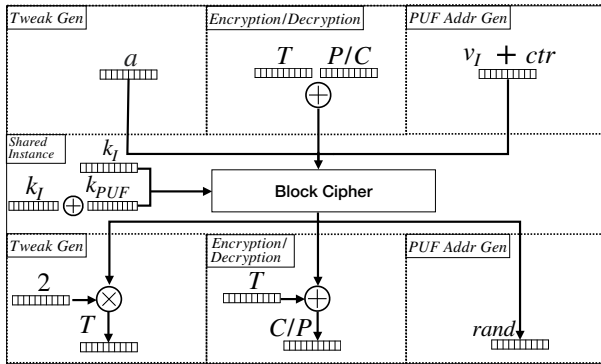 Tweak Gen
Encryption/Decryption
PUF Addr Gen
a
T P/C
v_I + ctr
Shared
Instance
k_I
k_I
k_PUF
Block Cipher
Tweak Gen
Encryption/
Decryption
PUF Addr Gen
2
T
T
C/P
rand